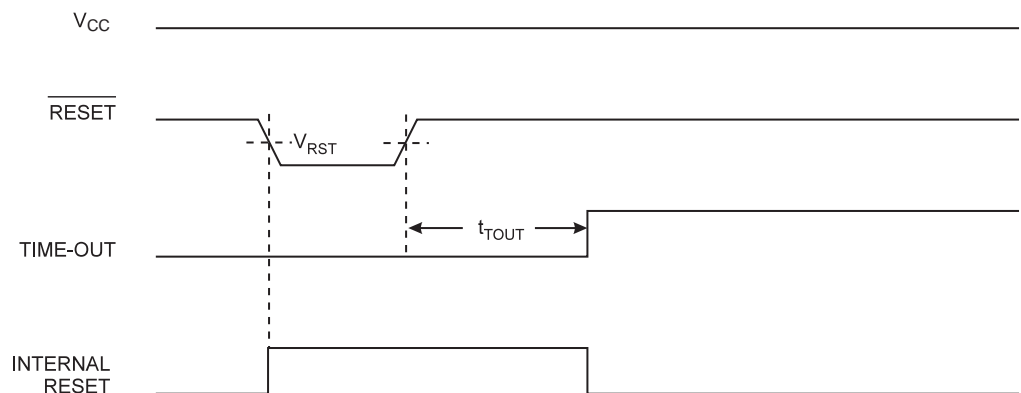 VCC
RESET
VRST
tTOUT
TIME-OUT
INTERNAL
RESET